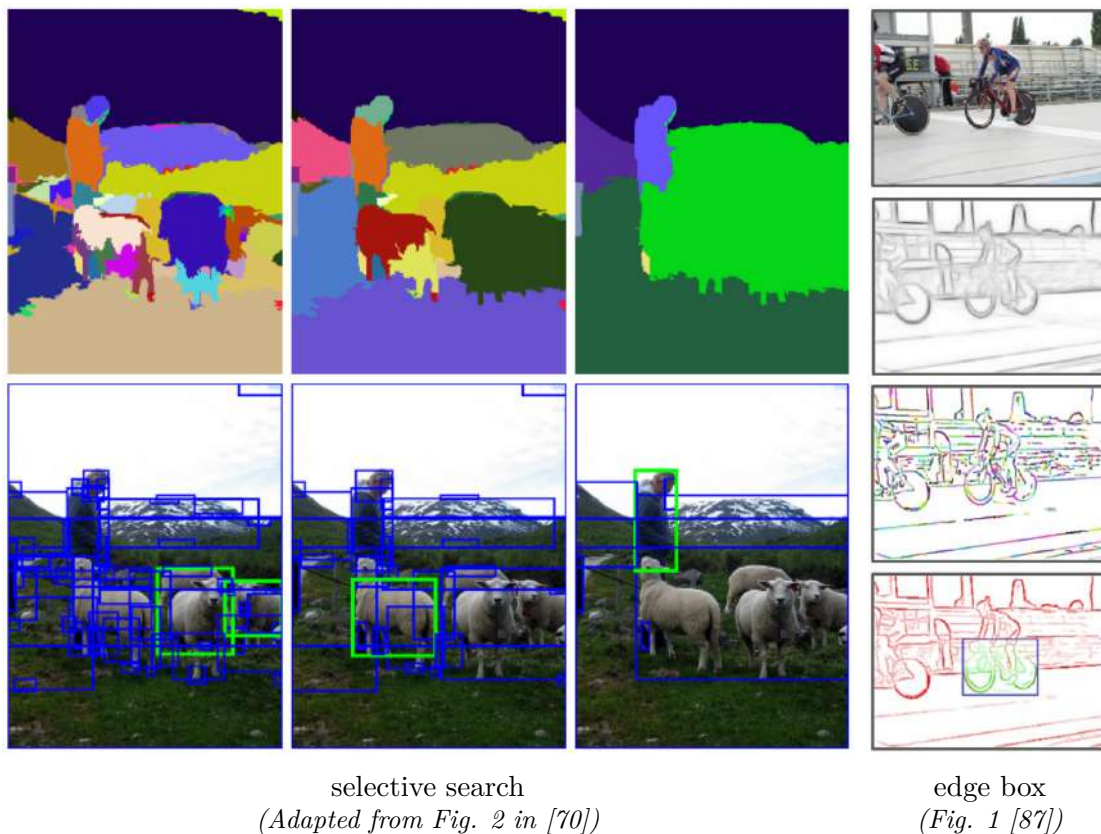 selective search
(Adapted from Fig. 2 in [70])
edge box
(Fig. 1 [87])